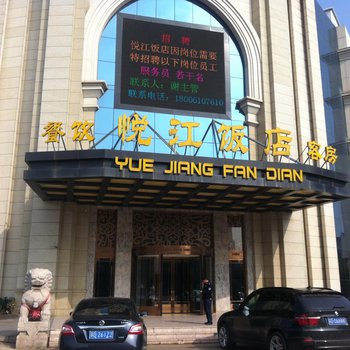 招 聘
悦江饭店因岗位需要
特招聘以下岗位员工
服务员 若干名
联系人: 谢主管
联系电话: 18006107610
餐饮 悦江饭店 客房
YUE JIANG FAN DIAN